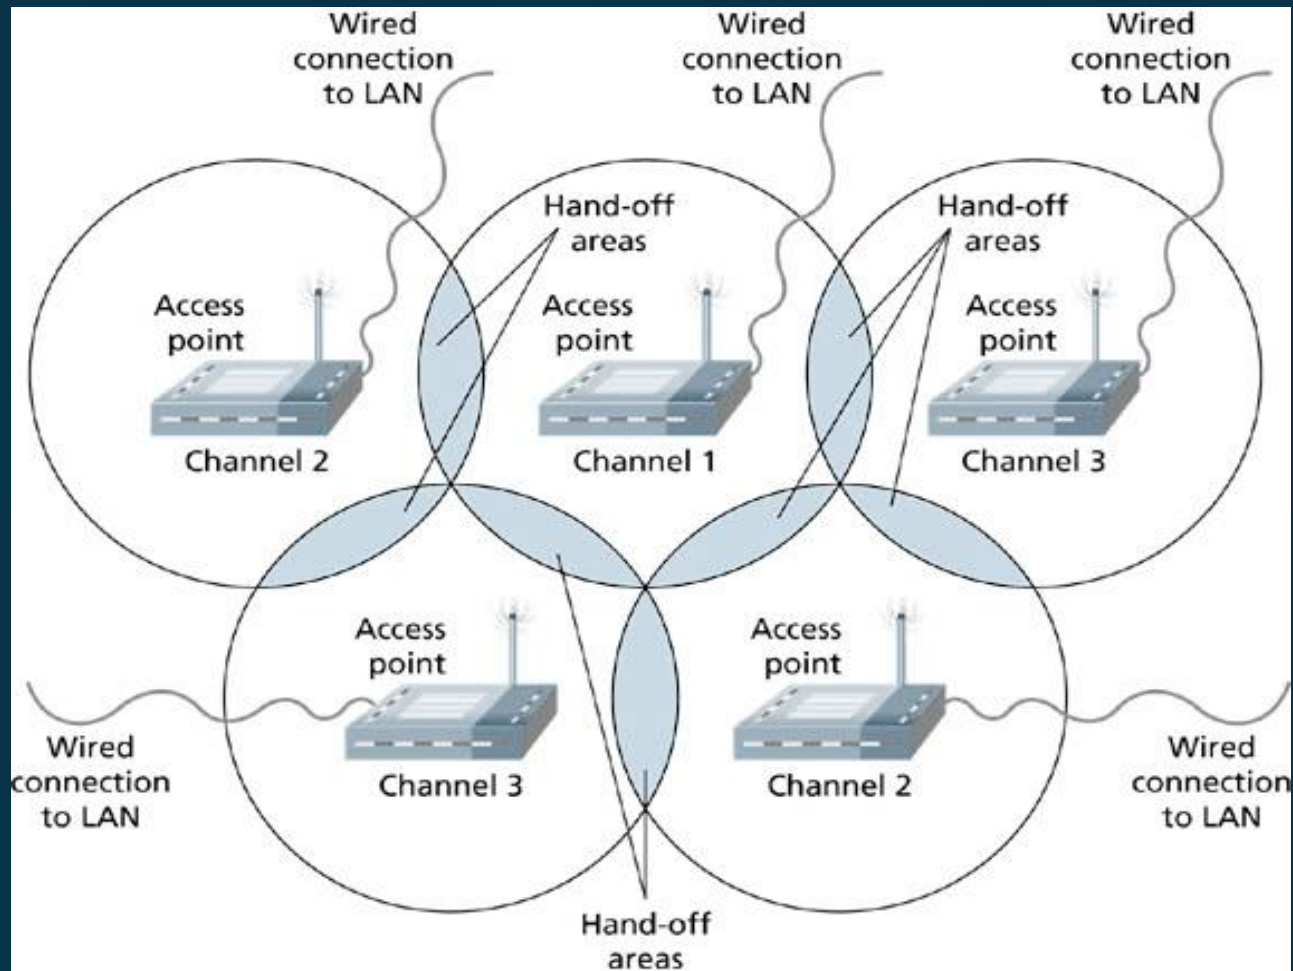 Wired
connection
to LAN
Wired
connection
to LAN
Wired
connection
to LAN
Hand-off
areas
Hand-off
areas
Access
point
Channel 2
Access
point
Channel 1
Access
point
Channel 3
Access
point
Channel 3
Access
point
Channel 2
Wired
connection
to LAN
Wired
connection
to LAN
Hand-off
areas